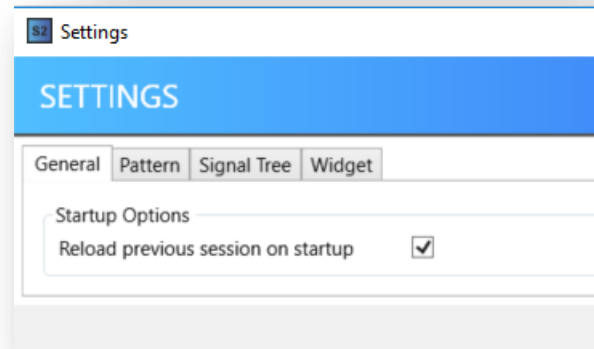 S2 Settings
SETTINGS
General Pattern Signal Tree Widget
Startup Options
Reload previous session on startup